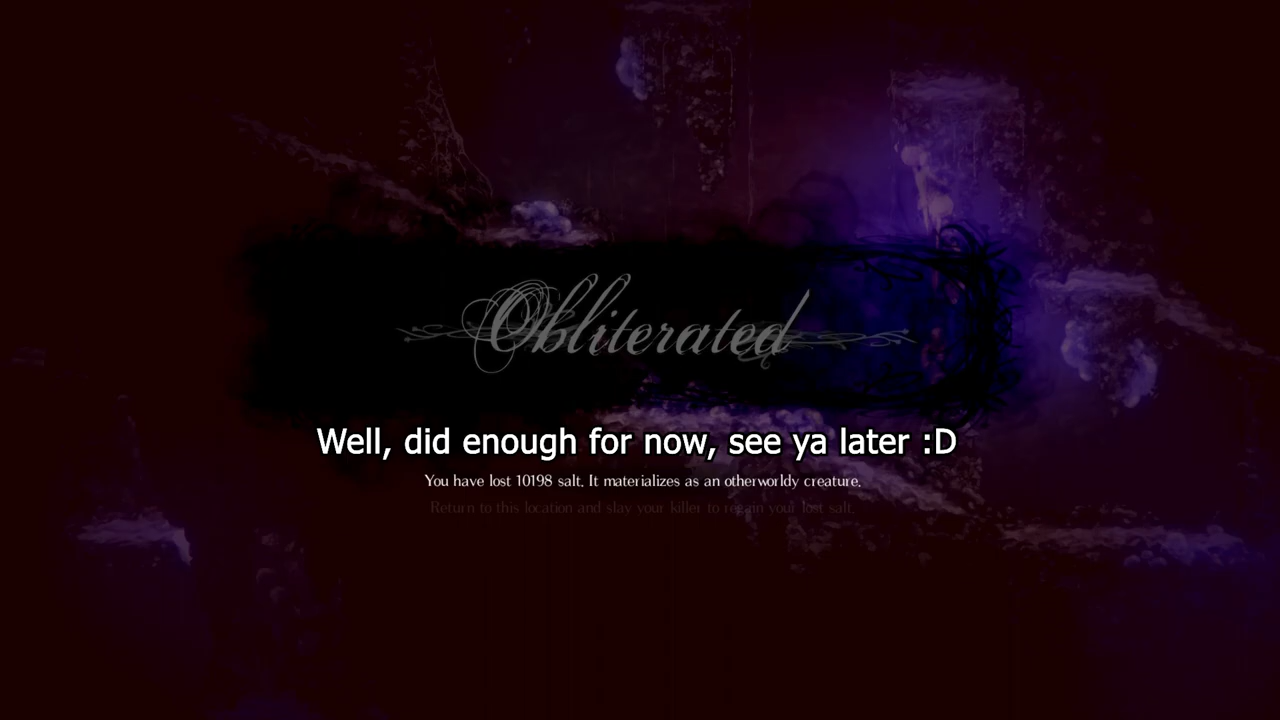 Obliterated
Well, did enough for now, see ya later :D
You have lost 10198 salt. It materializes as an otherworldy creature.
Return to this location and slay your killer to regain your lost salt.